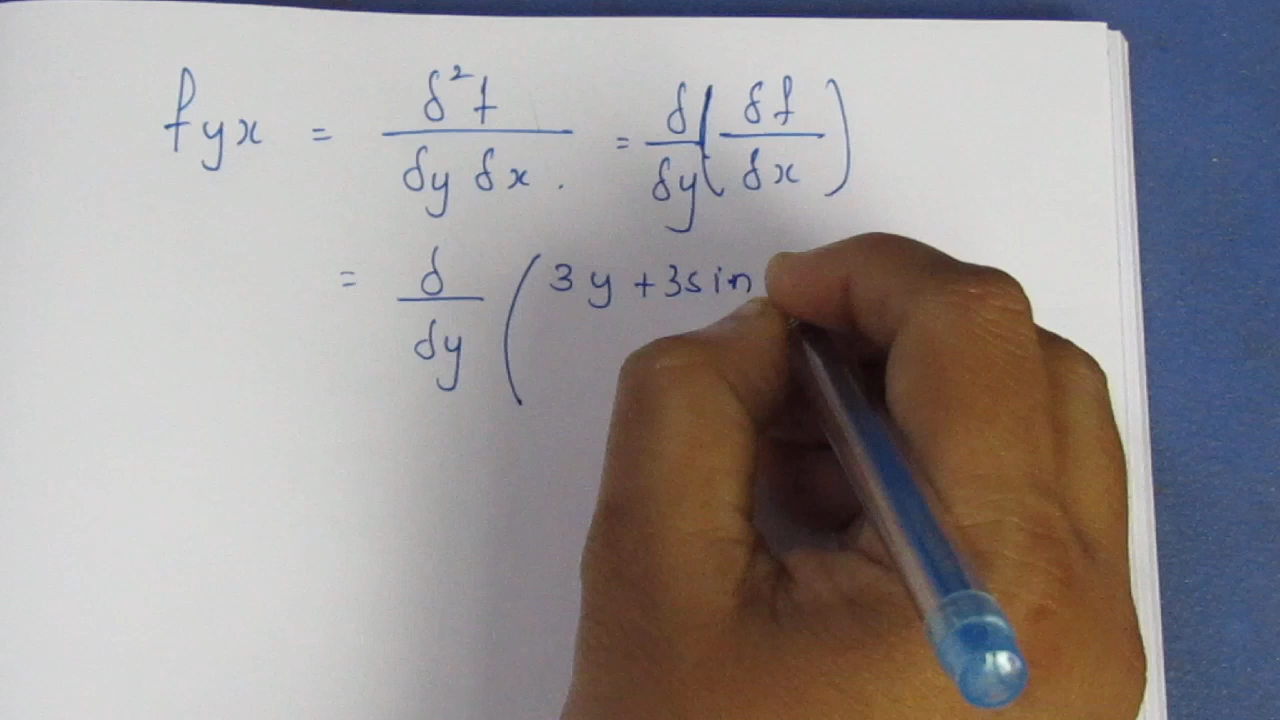 fyx = δ²f / δy δx . = δ/δy ( δf / δx )
= δ/δy ( 3y + 3sin